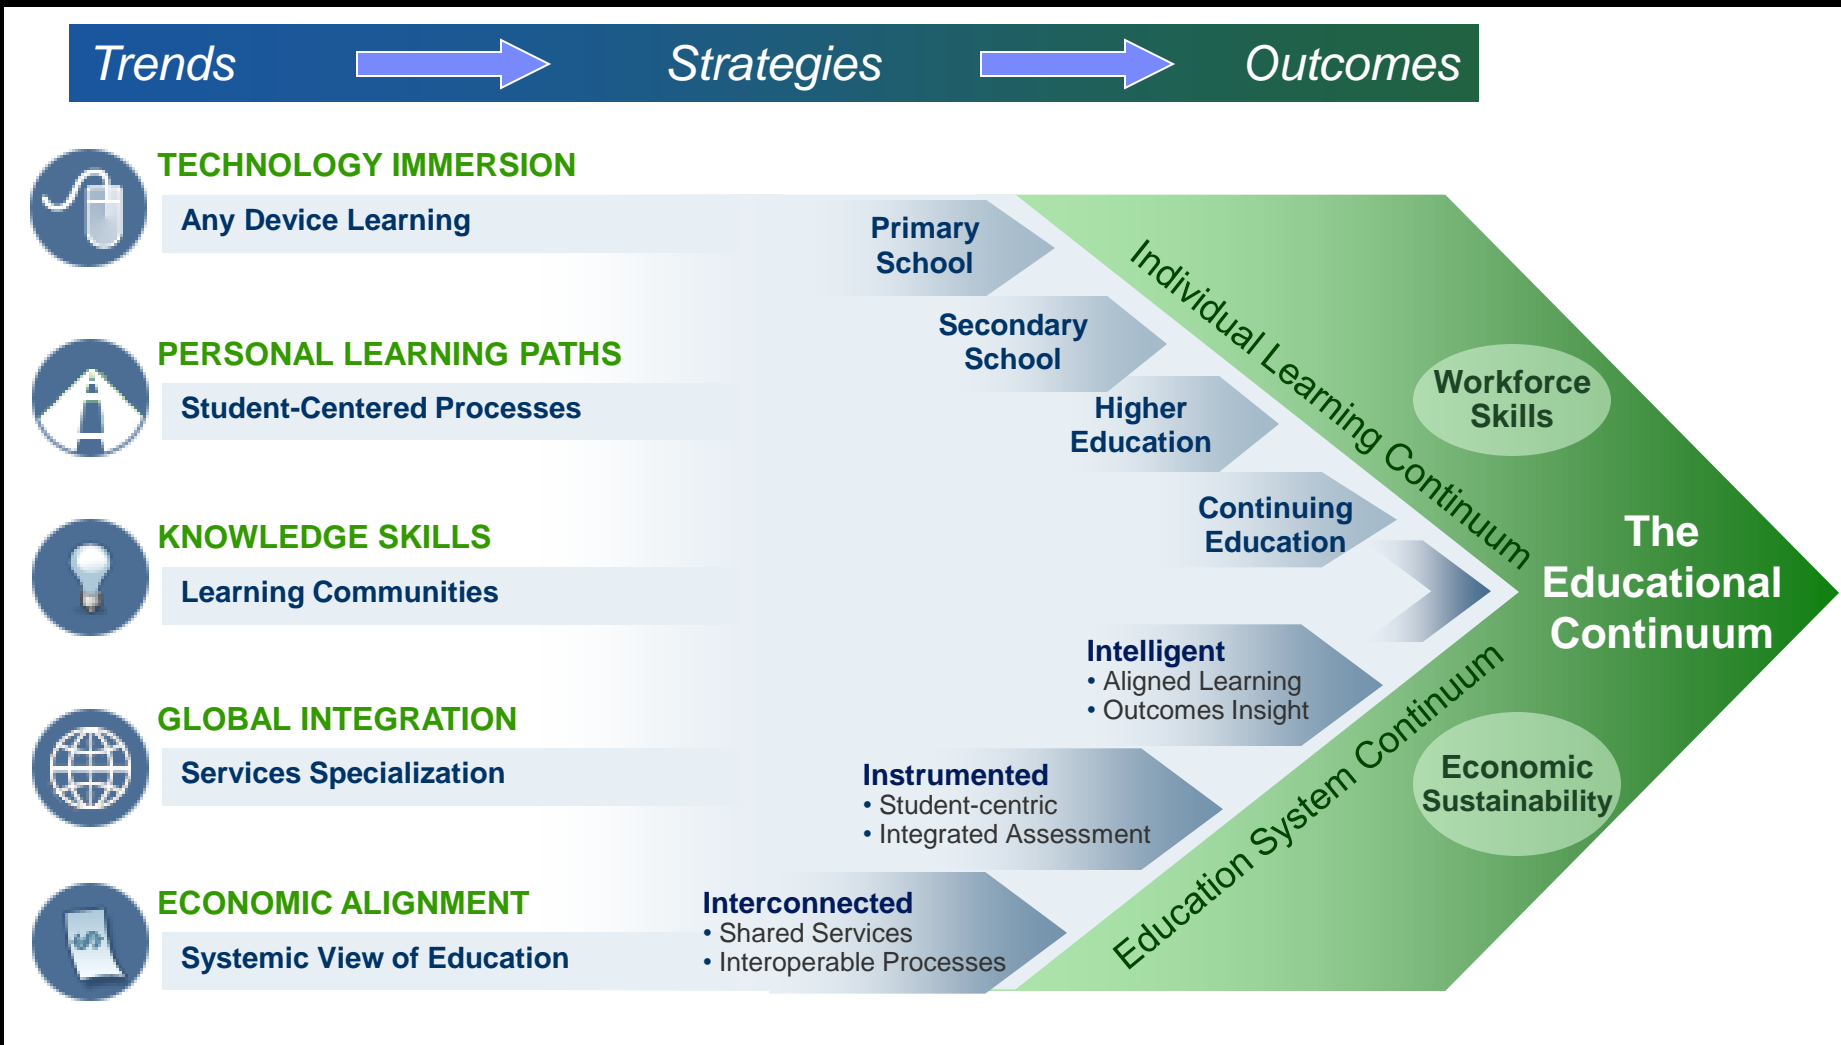 Trends
Strategies
Outcomes
TECHNOLOGY IMMERSION
Any Device Learning
PERSONAL LEARNING PATHS
Student-Centered Processes
KNOWLEDGE SKILLS
Learning Communities
GLOBAL INTEGRATION
Services Specialization
ECONOMIC ALIGNMENT
Systemic View of Education
Primary
School
Secondary
School
Higher
Education
Continuing
Education
Intelligent
• Aligned Learning
• Outcomes Insight
Instrumented
• Student-centric
• Integrated Assessment
Interconnected
• Shared Services
• Interoperable Processes
Individual Learning Continuum
Education System Continuum
Workforce
Skills
The
Educational
Continuum
Economic
Sustainability
$